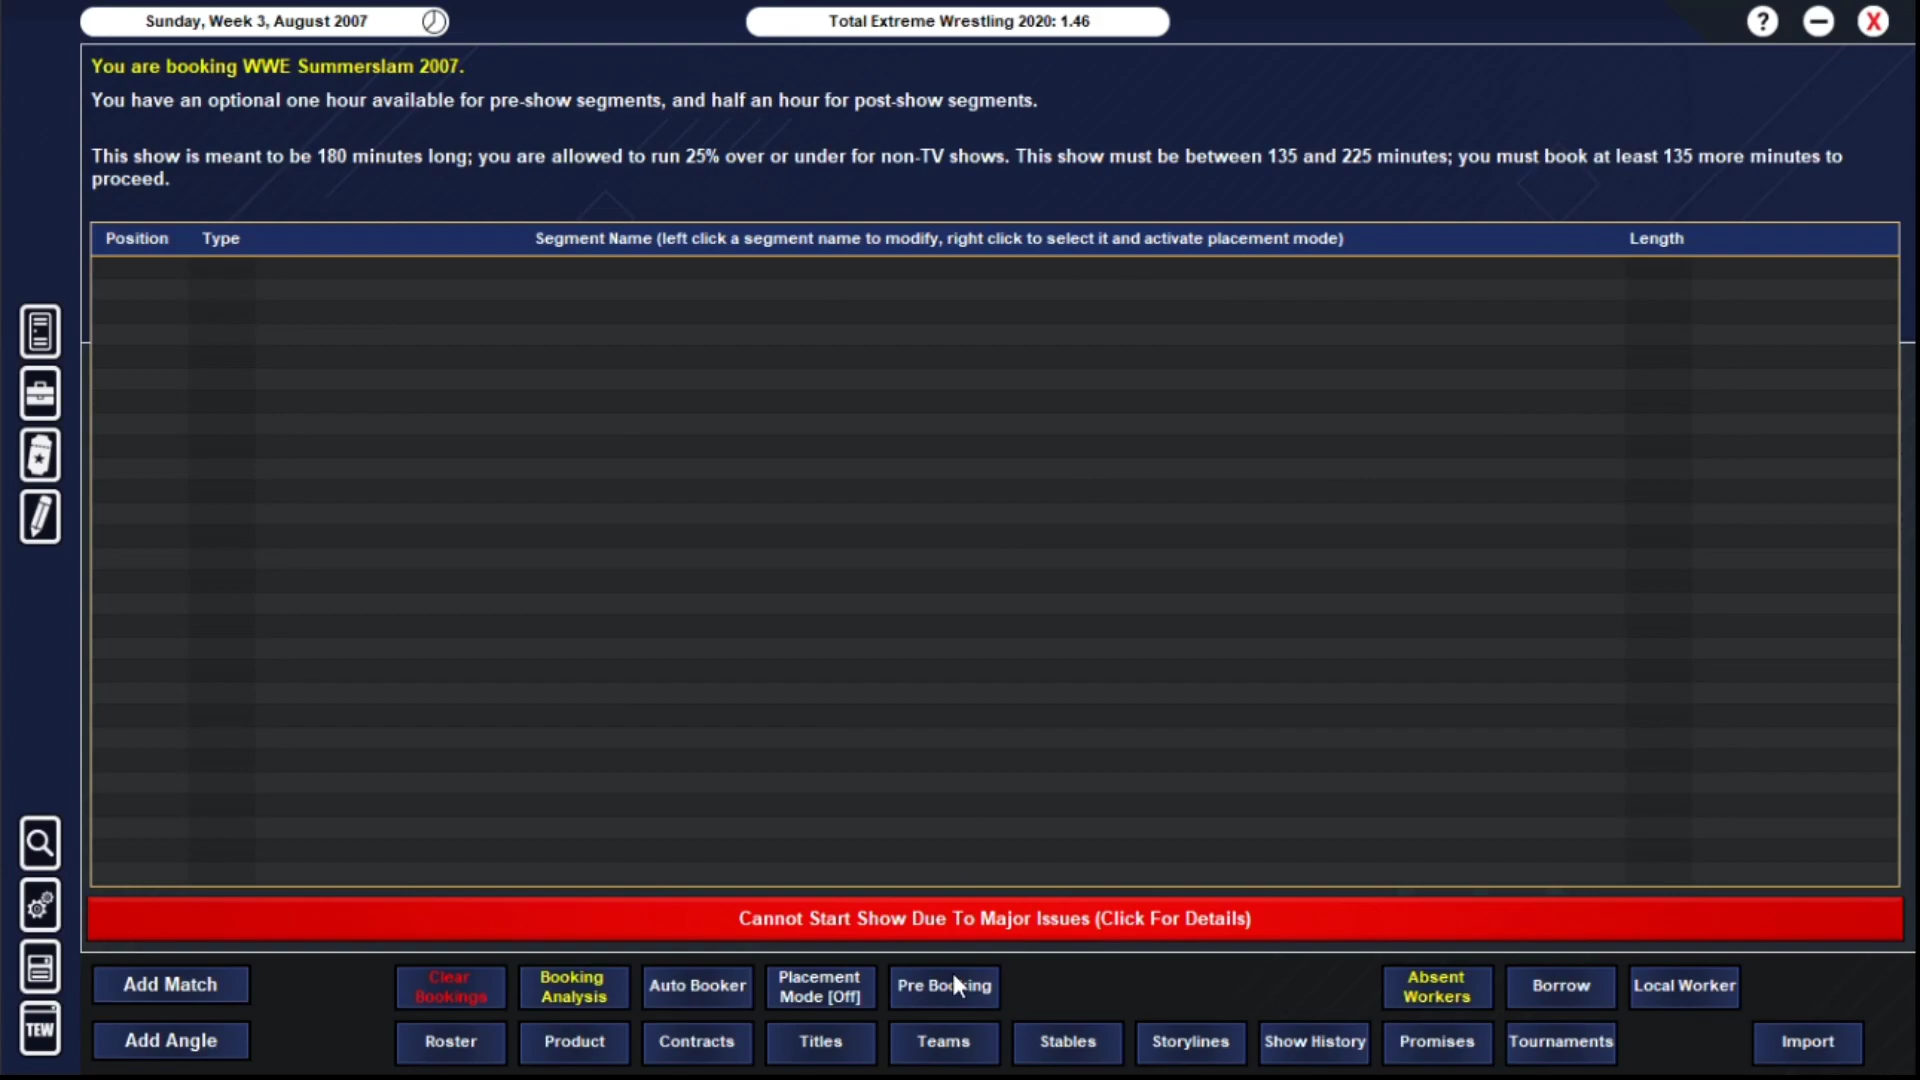 Sunday, Week 3, August 2007
Total Extreme Wrestling 2020: 1.46
?
X
You are booking WWE Summerslam 2007.
You have an optional one hour available for pre-show segments, and half an hour for post-show segments.
This show is meant to be 180 minutes long; you are allowed to run 25% over or under for non-TV shows. This show must be between 135 and 225 minutes; you must book at least 135 more minutes to
proceed.
Position Type Segment Name (left click a segment name to modify, right click to select it and activate placement mode) Length
Cannot Start Show Due To Major Issues (Click For Details)
Add Match
Clear
Bookings
Booking
Analysis
Auto Booker
Placement
Mode [Off]
Pre Booking
Absent
Workers
Borrow
Local Worker
TEW
Add Angle
Roster
Product
Contracts
Titles
Teams
Stables
Storylines
Show History
Promises
Tournaments
Import